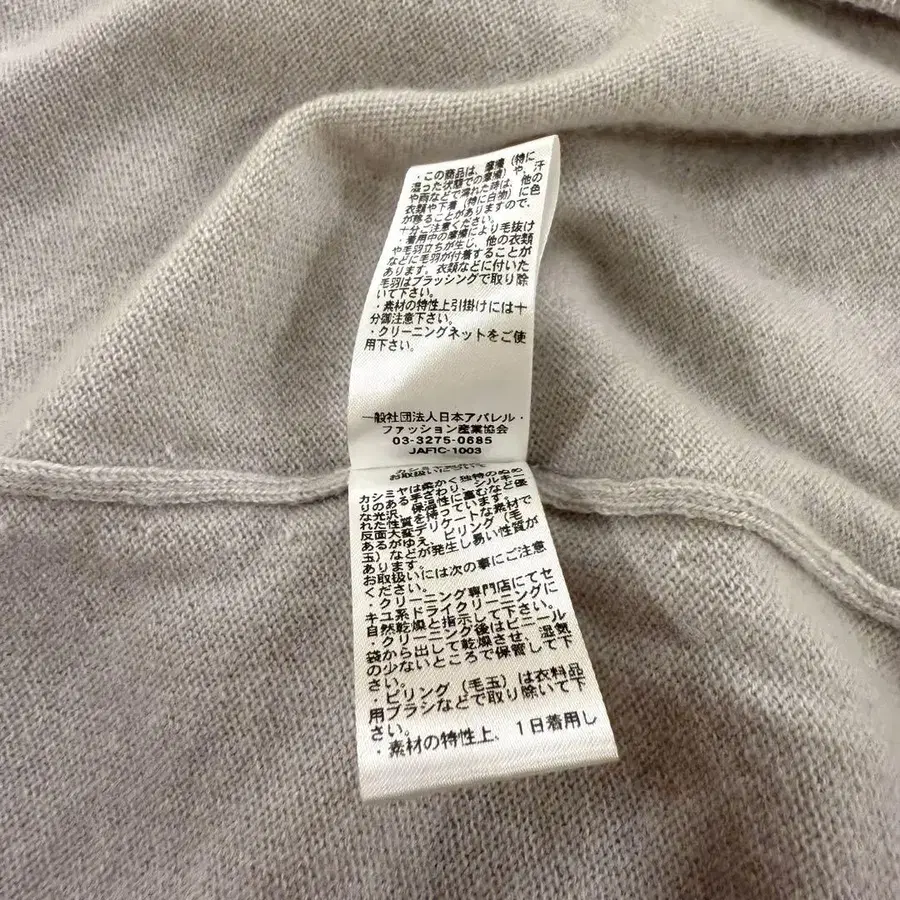 ・この商品は、摩擦（特に
湿った状態での摩擦）や、汗
や雨などで濡れた時は、他の
衣類や下着（特に白物）に色
が移ることがありますので、
十分ご注意ください。
・着用中の摩擦により毛抜け
や毛羽立ちが生じ、他の衣類
などに毛羽が付着することが
あります。衣類などに付いた
毛羽はブラッシングで取り除
いて下さい。
・素材の特性上引掛けには十
分御注意下さい。
・クリーニングネットをご使
用下さい。
一般社団法人日本アパレル・
ファッション産業協会
03-3275-0685
JAFIC-1003
お取扱いについて
カシミヤは柔かく独特のぬめ
りのある手ざわり、シルキー
な光沢、保温性に富むなど優
れた性質を持っています。
反面大変デリケートな素材で
あるがゆえ、ピリング（毛
玉）などが発生し易い性質が
あります。
お取扱いには次の事にご注意
ください。
・クリーニング専門店にてセ
キユ系ドライクリーニングに
自然乾燥と指示して下さい。
・クリーニング後はビニール
袋から出して乾燥させ、湿気
の少ないところで保管して下
さい。
・ピリング（毛玉）は衣料品
用ブラシなどで取り除いて下
さい。
・素材の特性上、1日着用し